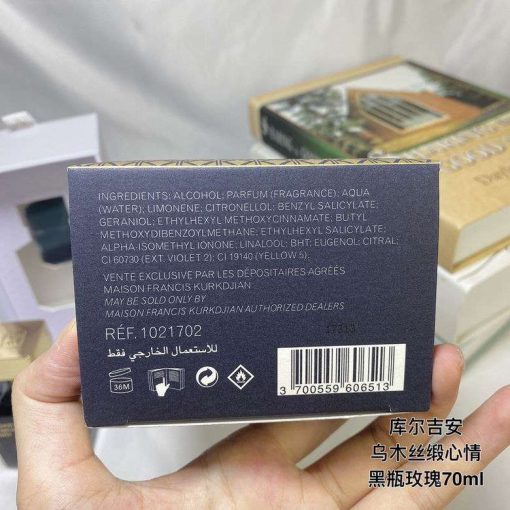 INGREDIENTS: ALCOHOL; PARFUM (FRAGRANCE); AQUA
(WATER); LIMONENE; CITRONELLOL; BENZYL SALICYLATE;
GERANIOL; ETHYLHEXYL METHOXYCINNAMATE; BUTYL
METHOXYDIBENZOYLMETHANE; ETHYLHEXYL SALICYLATE;
ALPHA-ISOMETHYL IONONE; LINALOOL; BHT; EUGENOL; CITRAL;
CI 60730 (EXT. VIOLET 2); CI 19140 (YELLOW 5).
VENTE EXCLUSIVE PAR LES DÉPOSITAIRES AGRÉÉS
MAISON FRANCIS KURKDJIAN
MAY BE SOLD ONLY BY
MAISON FRANCIS KURKDJIAN AUTHORIZED DEALERS
RÉF. 1021702
للاستعمال الخارجي فقط
36M
3 700559 606513
库尔吉安
乌木丝缎心情
黑瓶玫瑰70ml